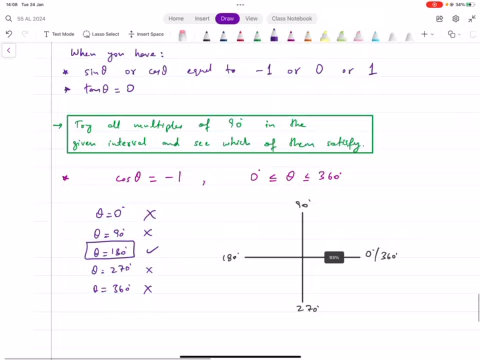 14:08 Tue 23 Jan
94%
SS AL 2024
Home Insert Draw View Class Notebook
Text Mode Lasso Select Insert Space
When you have:
* sinθ or cosθ equal to -1 or 0 or 1
* tanθ = 0
Try all multiples of 90° in the
given interval and see which of them satisfy.
* cosθ = -1 , 0° ≤ θ ≤ 360°
θ = 0° ×
θ = 90° ×
θ = 180° ✓
θ = 270° ×
θ = 360° ×
90°
180°
0°/360°
270°